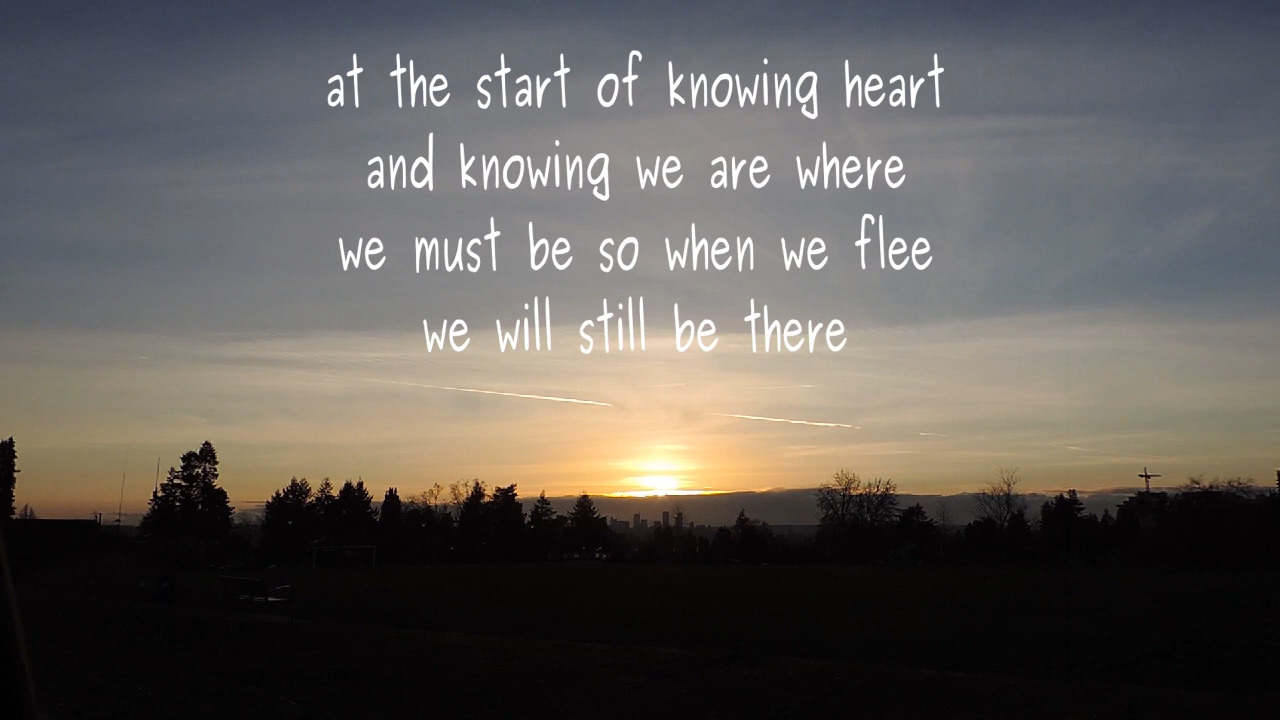 at the start of knowing heart
and knowing we are where
we must be so when we flee
we will still be there